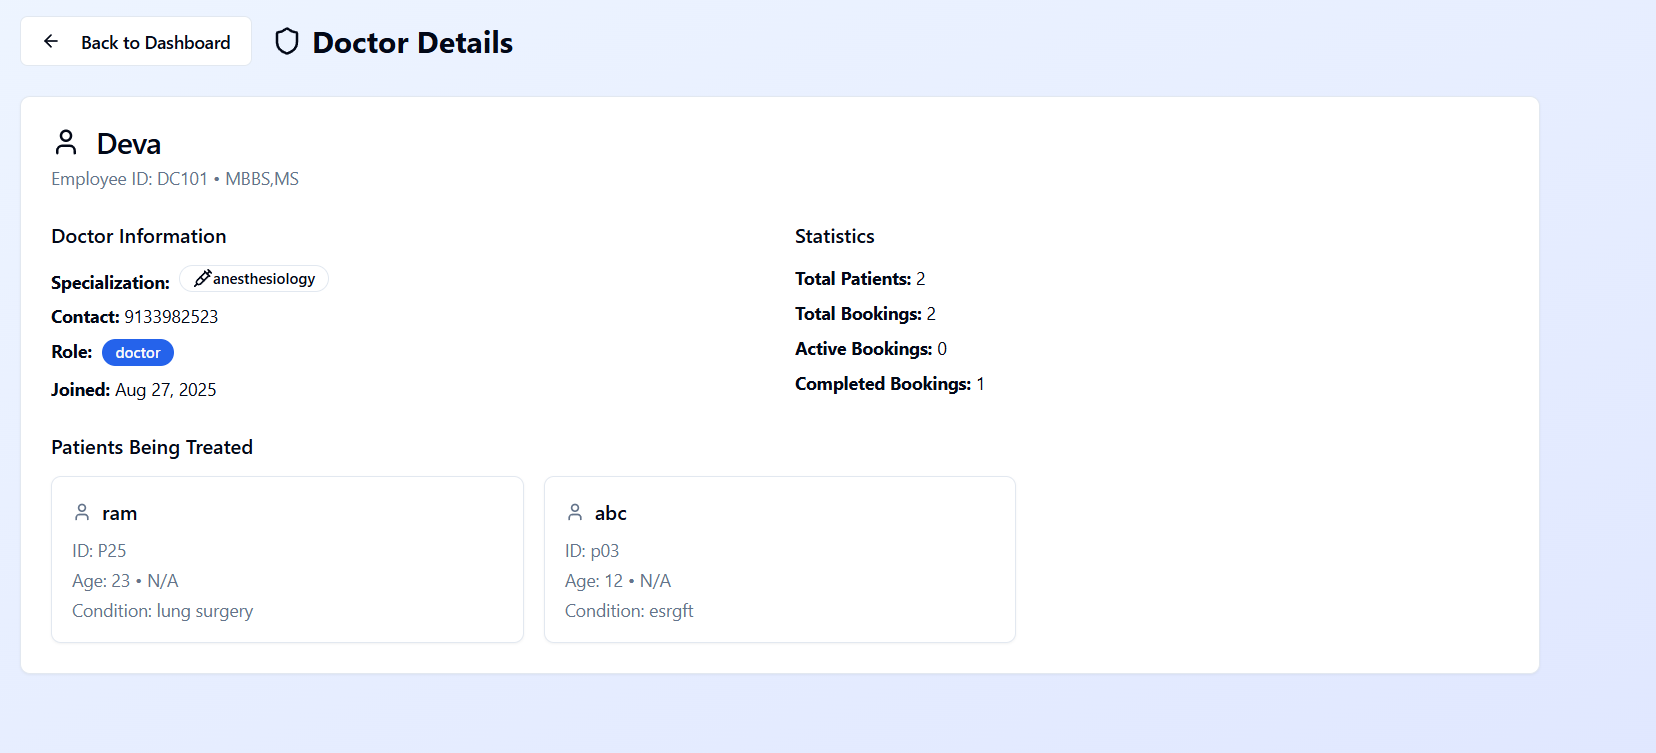 Back to Dashboard
Doctor Details
Deva
Employee ID: DC101 • MBBS,MS
Doctor Information
Specialization: anesthesiology
Contact: 9133982523
Role: doctor
Joined: Aug 27, 2025
Statistics
Total Patients: 2
Total Bookings: 2
Active Bookings: 0
Completed Bookings: 1
Patients Being Treated
ram
ID: P25
Age: 23 • N/A
Condition: lung surgery
abc
ID: p03
Age: 12 • N/A
Condition: esrgft